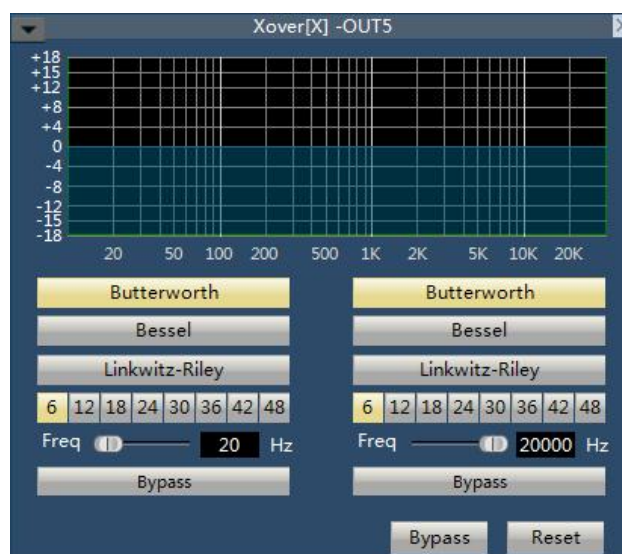 Xover[X] -OUT5
X
+18
+15
+12
+8
+4
0
-4
-8
-12
-15
-18
20 50 100 200 500 1K 2K 5K 10K 20K
Butterworth Butterworth
Bessel Bessel
Linkwitz-Riley Linkwitz-Riley
6 12 18 24 30 36 42 48 6 12 18 24 30 36 42 48
Freq 20 Hz Freq 20000 Hz
Bypass Bypass
Bypass Reset